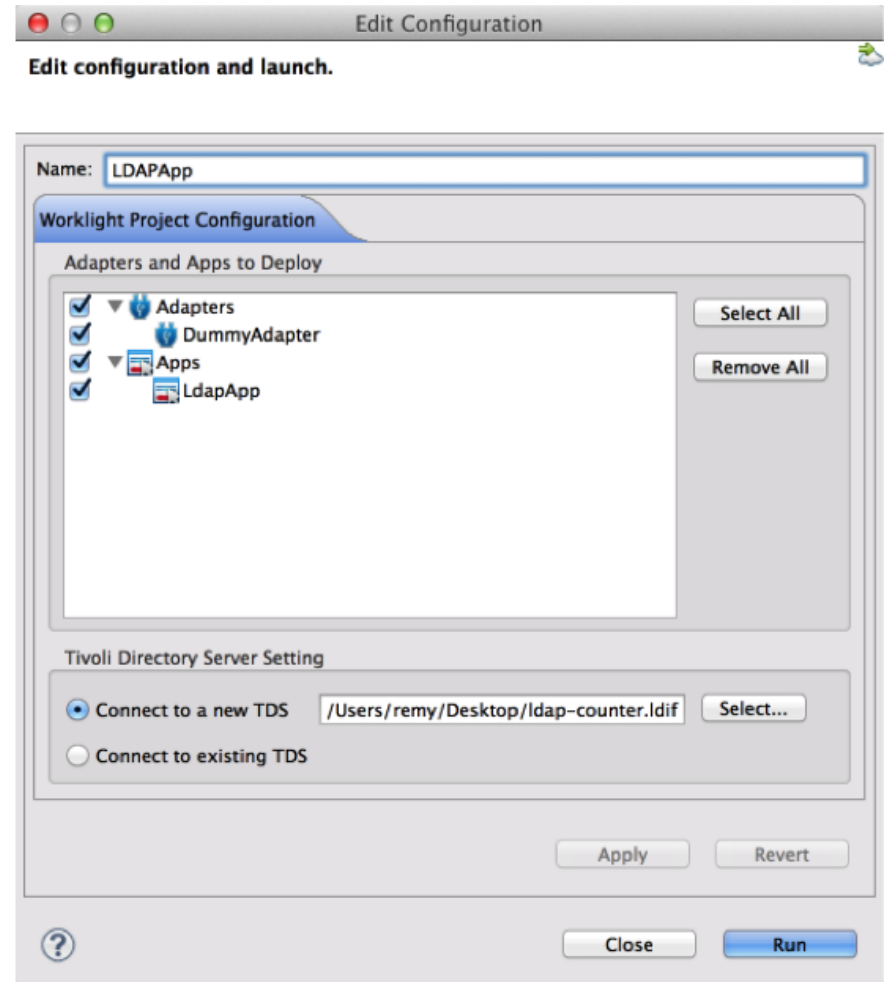 Edit Configuration
Edit configuration and launch.
Name: LDAPApp
Worklight Project Configuration
Adapters and Apps to Deploy
Adapters
DummyAdapter
Apps
LdapApp
Select All
Remove All
Tivoli Directory Server Setting
Connect to a new TDS /Users/remy/Desktop/ldap-counter.ldif Select...
Connect to existing TDS
Apply Revert
? Close Run